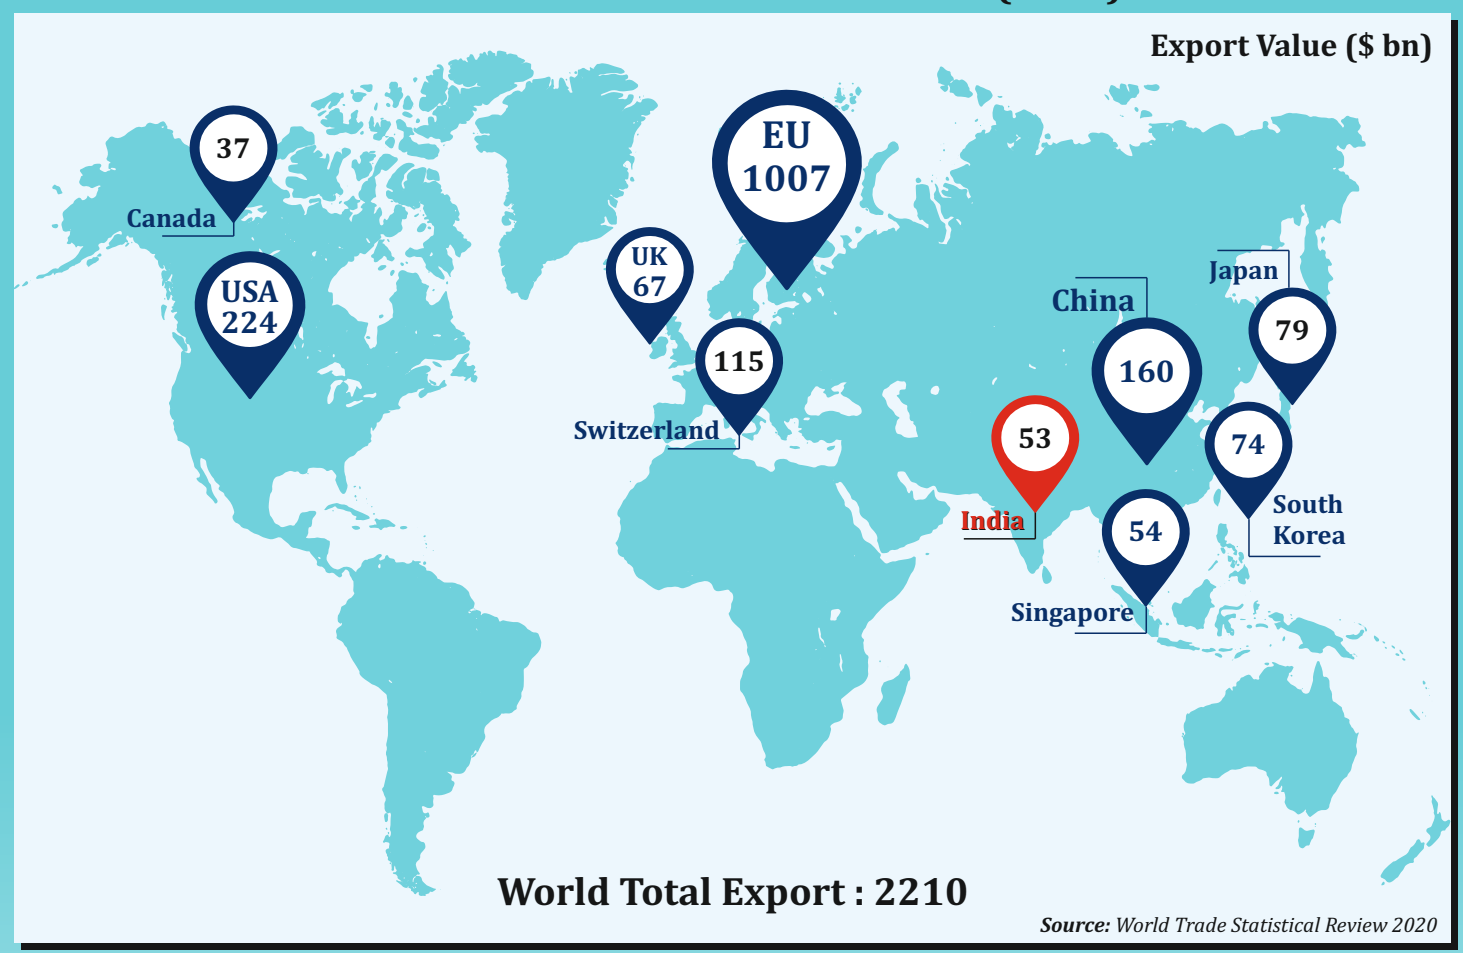 Export Value ($ bn)
37
Canada
USA
224
EU
1007
UK
67
115
Switzerland
China
160
Japan
79
53
India
74
South
Korea
54
Singapore
World Total Export : 2210
Source: World Trade Statistical Review 2020